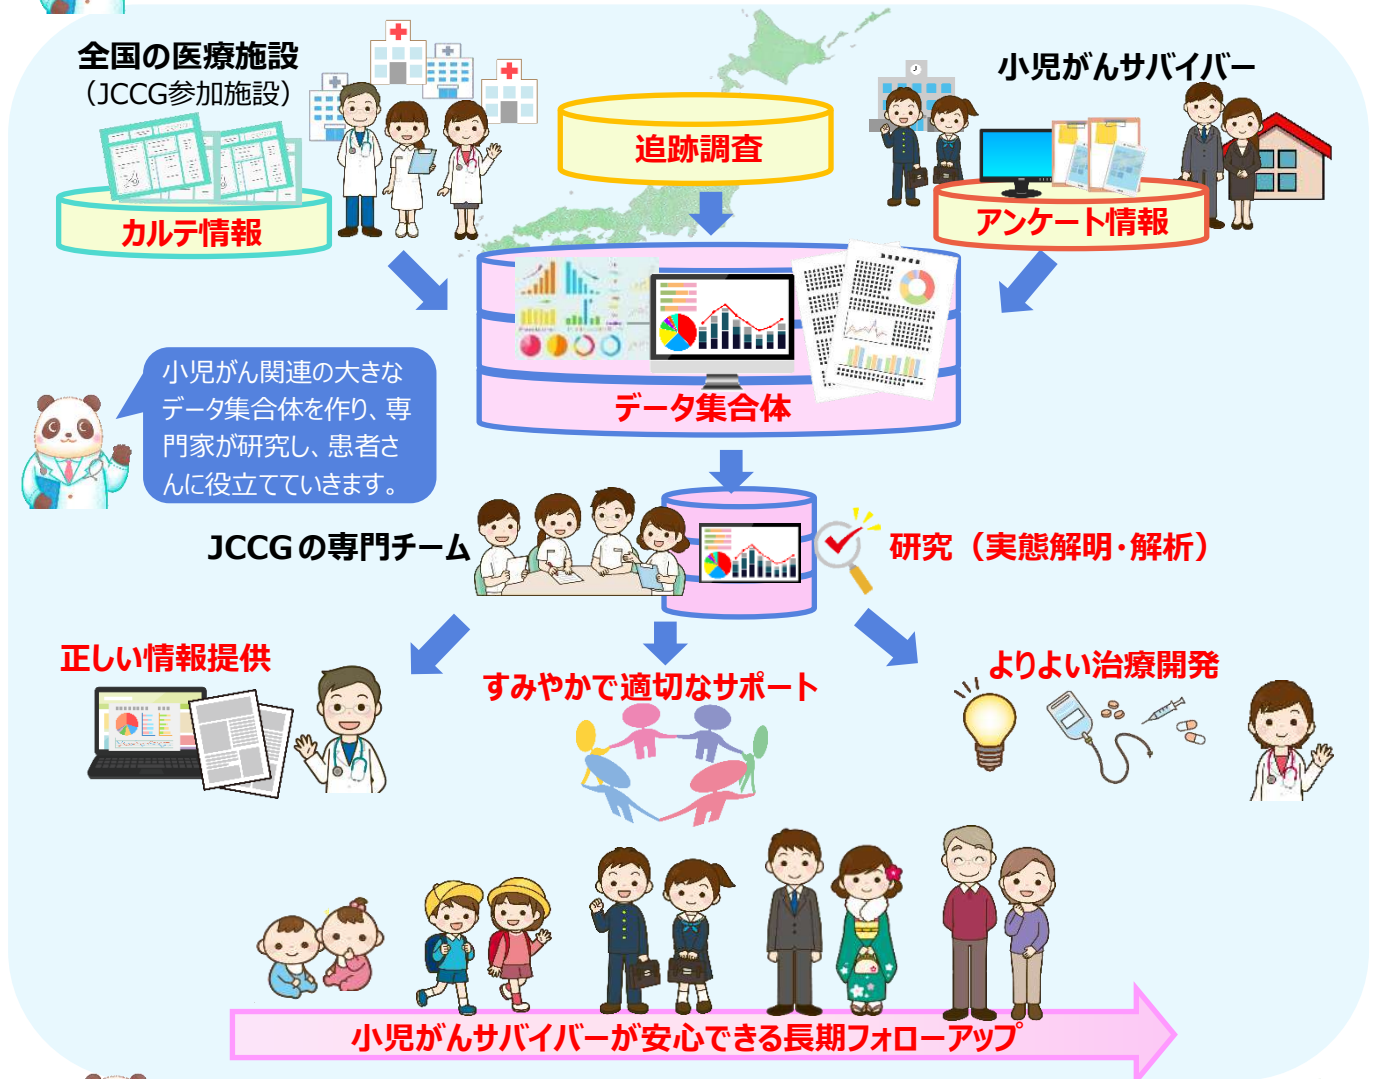 全国の医療施設
（JCCG参加施設）
カルテ情報
追跡調査
小児がんサバイバー
アンケート情報
データ集合体
小児がん関連の大きな
データ集合体を作り、専
門家が研究し、患者さ
んに役立てていきます。
JCCGの専門チーム
研究（実態解明・解析）
正しい情報提供
すみやかで適切なサポート
よりよい治療開発
小児がんサバイバーが安心できる長期フォローアップ